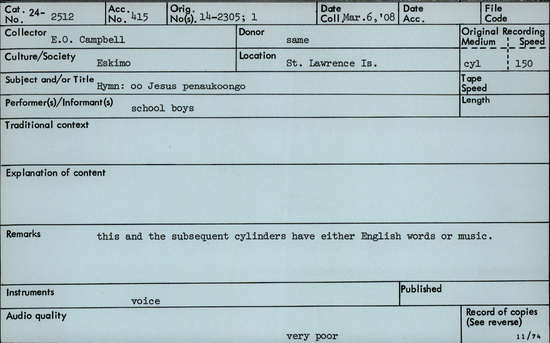 Cat. 24- 2512 Acc. No. 415 Orig. No(s). 14-2305; 1 Date Coll. Mar. 6, '08 Date Acc. File Code
Collector E.O. Campbell Donor same Original Recording Medium Speed
Culture/Society Eskimo Location St. Lawrence Is. cyl 150
Subject and/or Title Hymn: oo Jesus penaukoongo Tape Speed
Performer(s)/Informant(s) school boys Length
Traditional context
Explanation of content
Remarks this and the subsequent cylinders have either English words or music.
Instruments voice Published
Audio quality very poor Record of copies (See reverse) 11/74